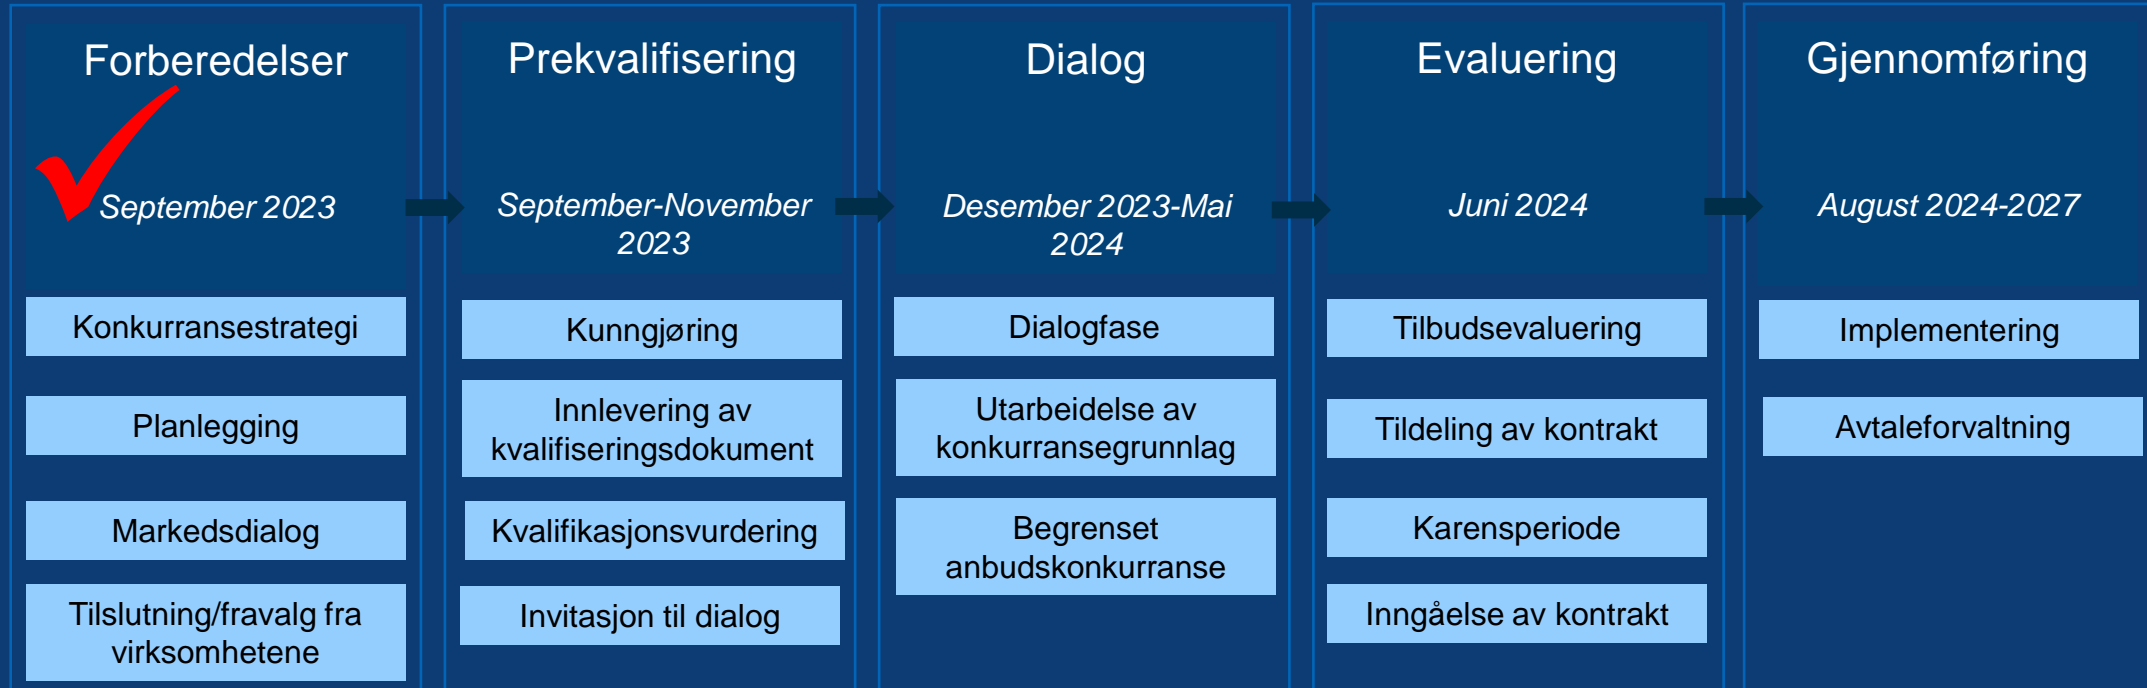 Forberedelser
September 2023
Konkurransestrategi
Planlegging
Markedsdialog
Tilslutning/fravalg fra
virksomhetene
Prekvalifisering
September-November
2023
Kunngjøring
Innlevering av
kvalifiseringsdokument
Kvalifikasjonsvurdering
Invitasjon til dialog
Dialog
Desember 2023-Mai
2024
Dialogfase
Utarbeidelse av
konkurransegrunnlag
Begrenset
anbudskonkurranse
Evaluering
Juni 2024
Tilbudsevaluering
Tildeling av kontrakt
Karensperiode
Inngåelse av kontrakt
Gjennomføring
August 2024-2027
Implementering
Avtaleforvaltning